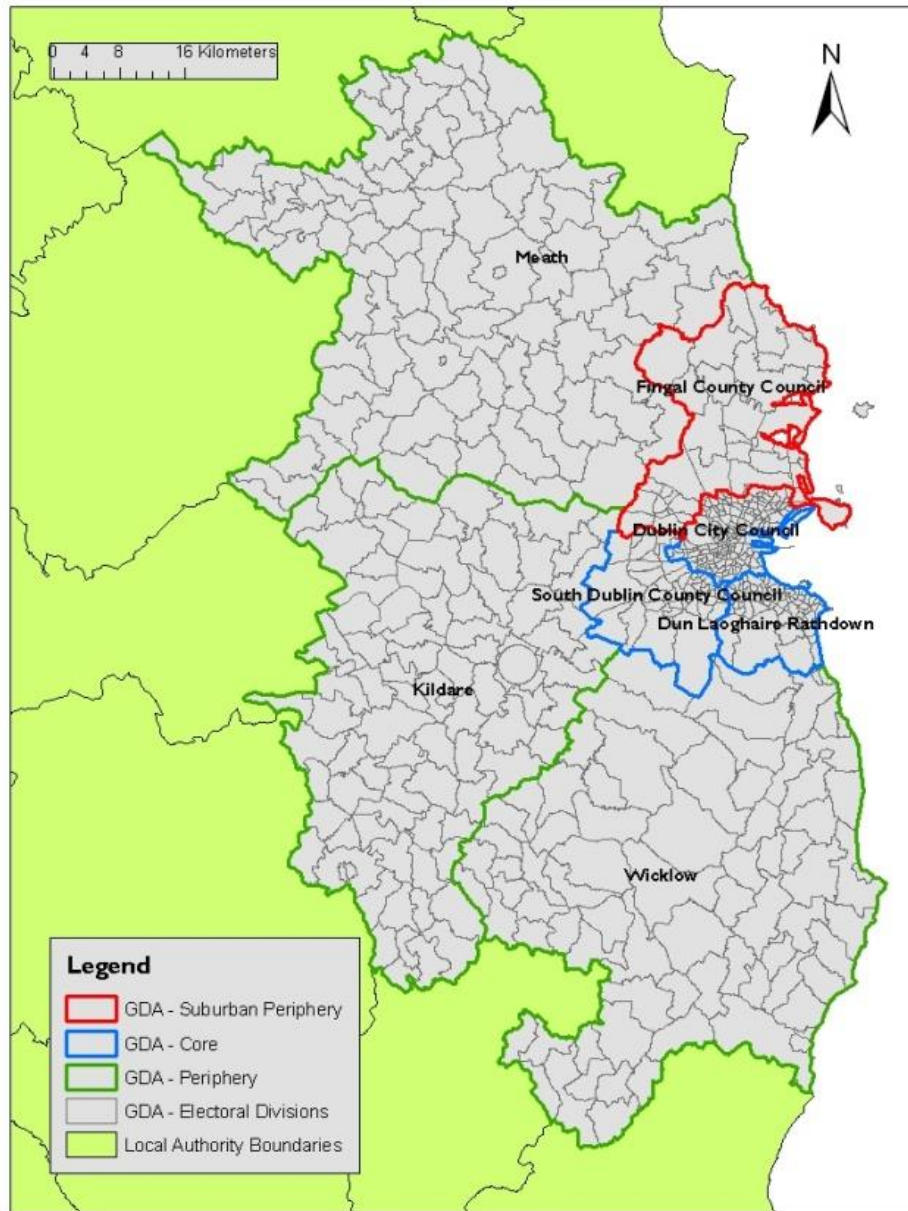 0 4 8 16 Kilometers
N
Meath
Fingal County Council
Dublin City Council
South Dublin County Council
Dun Laoghaire Rathdown
Kildare
Wicklow
Legend
GDA - Suburban Periphery
GDA - Core
GDA - Periphery
GDA - Electoral Divisions
Local Authority Boundaries